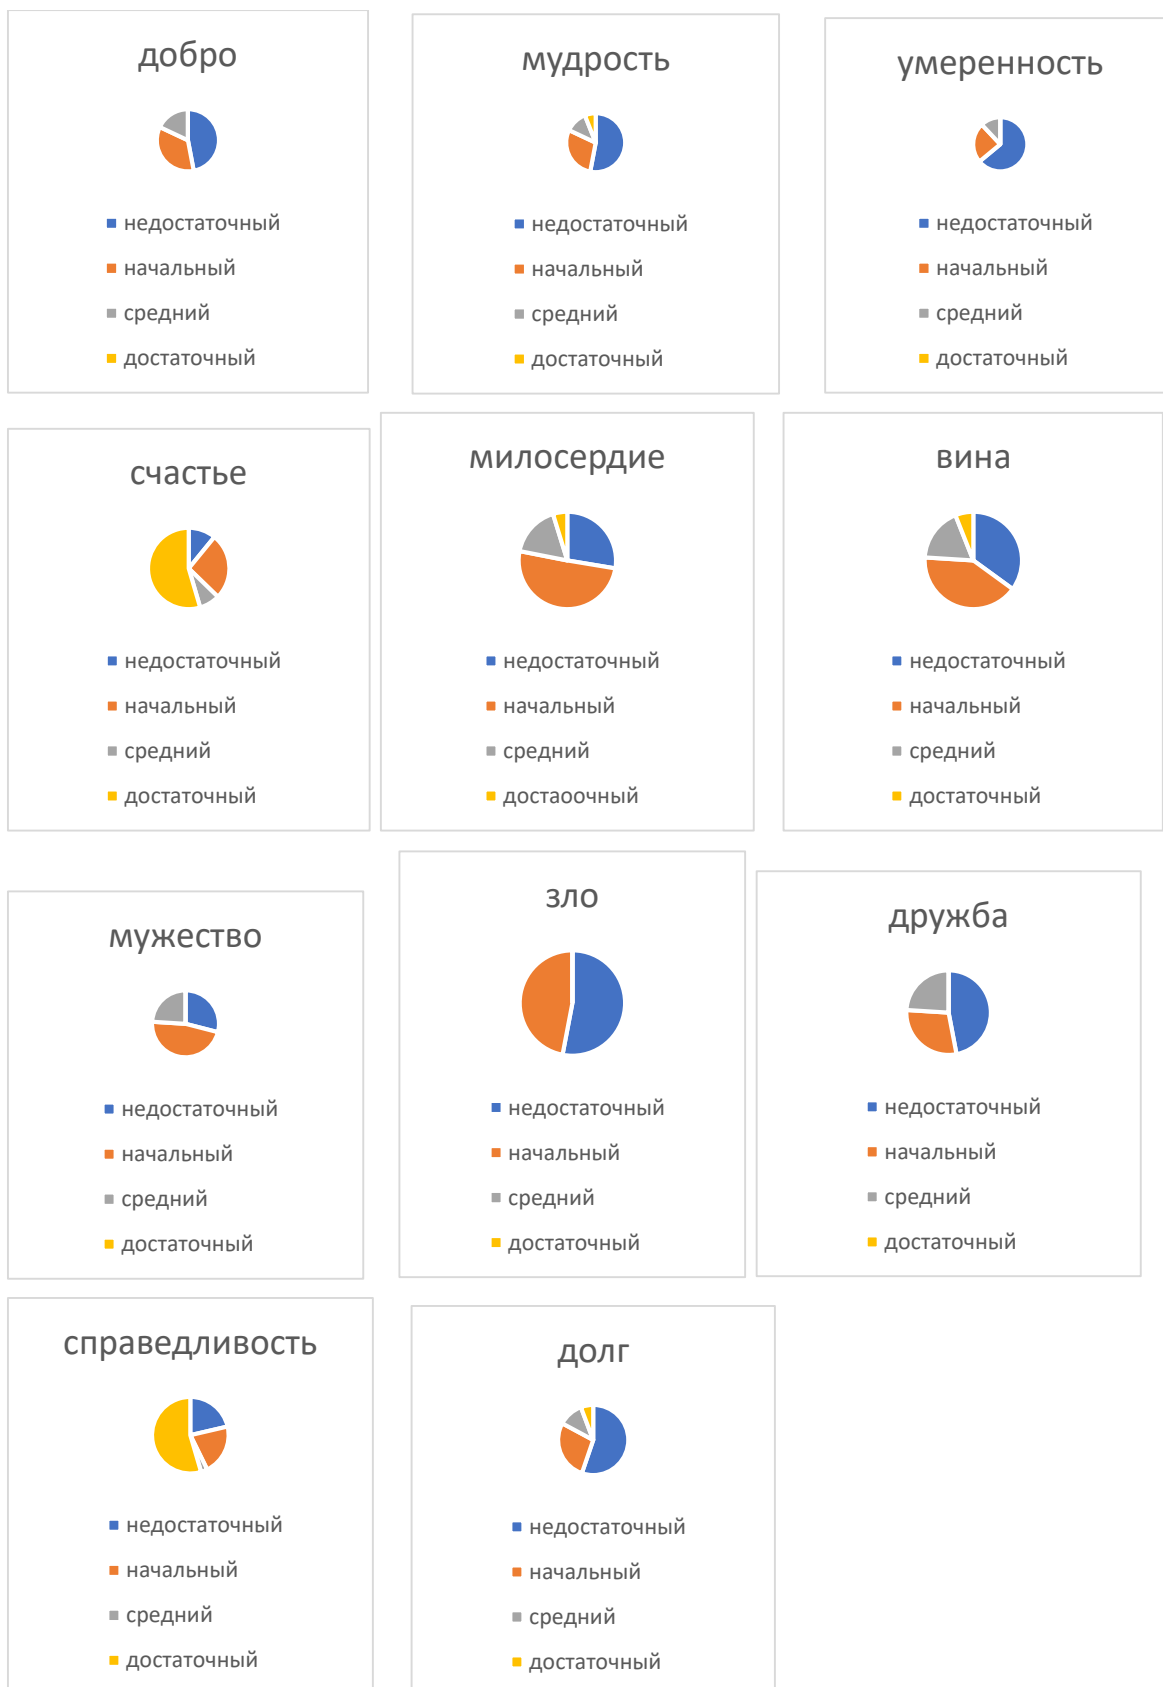 добро
недостаточный
начальный
средний
достаточный
мудрость
недостаточный
начальный
средний
достаточный
умеренность
недостаточный
начальный
средний
достаточный
счастье
недостаточный
начальный
средний
достаточный
милосердие
недостаточный
начальный
средний
достаоочный
вина
недостаточный
начальный
средний
достаточный
мужество
недостаточный
начальный
средний
достаточный
зло
недостаточный
начальный
средний
достаточный
дружба
недостаточный
начальный
средний
достаточный
справедливость
недостаточный
начальный
средний
достаточный
долг
недостаточный
начальный
средний
достаточный